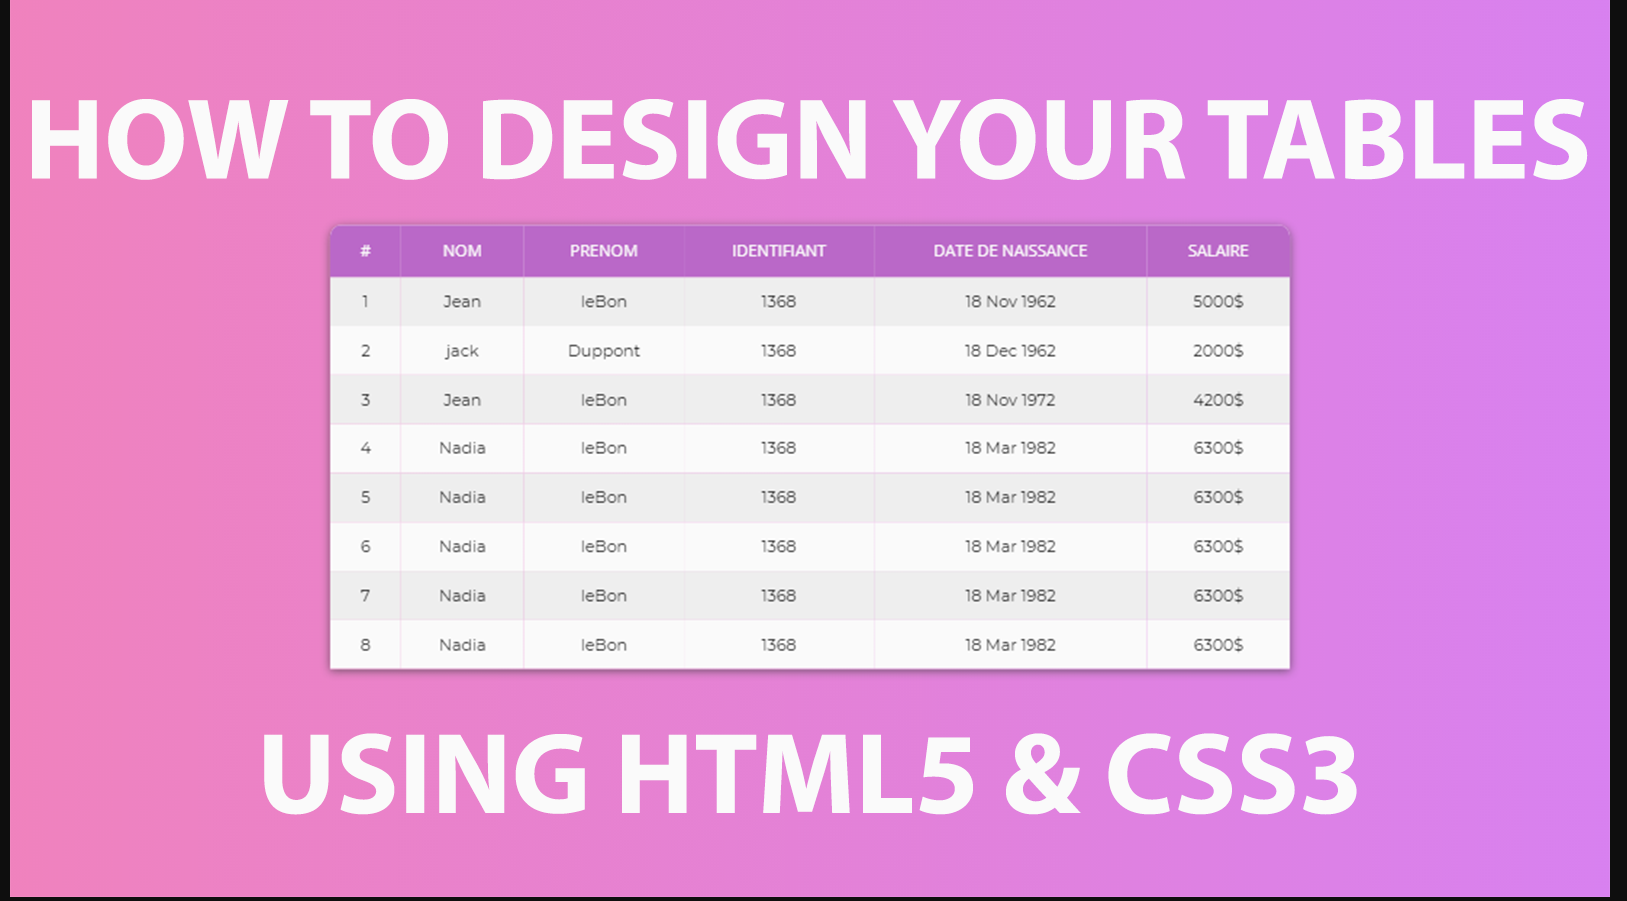 HOW TO DESIGN YOUR TABLES
# NOM PRENOM IDENTIFIANT DATE DE NAISSANCE SALAIRE
1 Jean leBon 1368 18 Nov 1962 5000$
2 jack Duppont 1368 18 Dec 1962 2000$
3 Jean leBon 1368 18 Nov 1972 4200$
4 Nadia leBon 1368 18 Mar 1982 6300$
5 Nadia leBon 1368 18 Mar 1982 6300$
6 Nadia leBon 1368 18 Mar 1982 6300$
7 Nadia leBon 1368 18 Mar 1982 6300$
8 Nadia leBon 1368 18 Mar 1982 6300$
USING HTML5 & CSS3